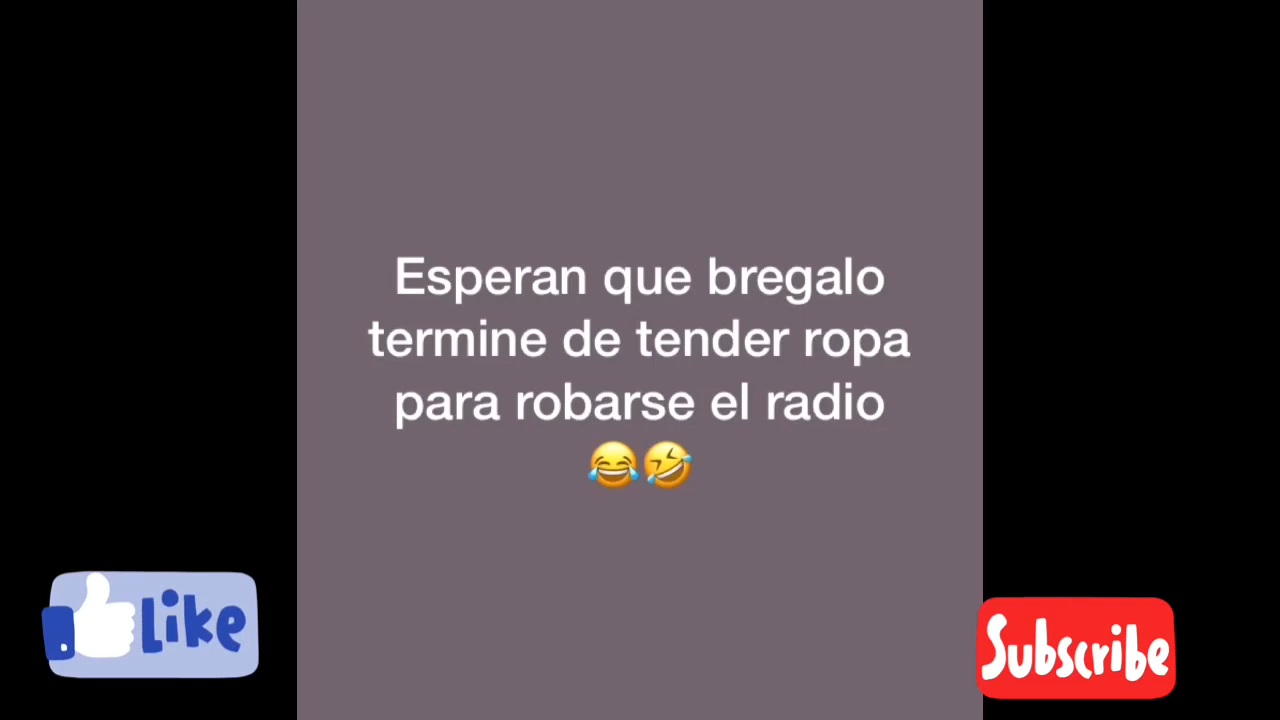 Esperan que bregalo
termine de tender ropa
para robarse el radio
😂🤣
Like
Subscribe